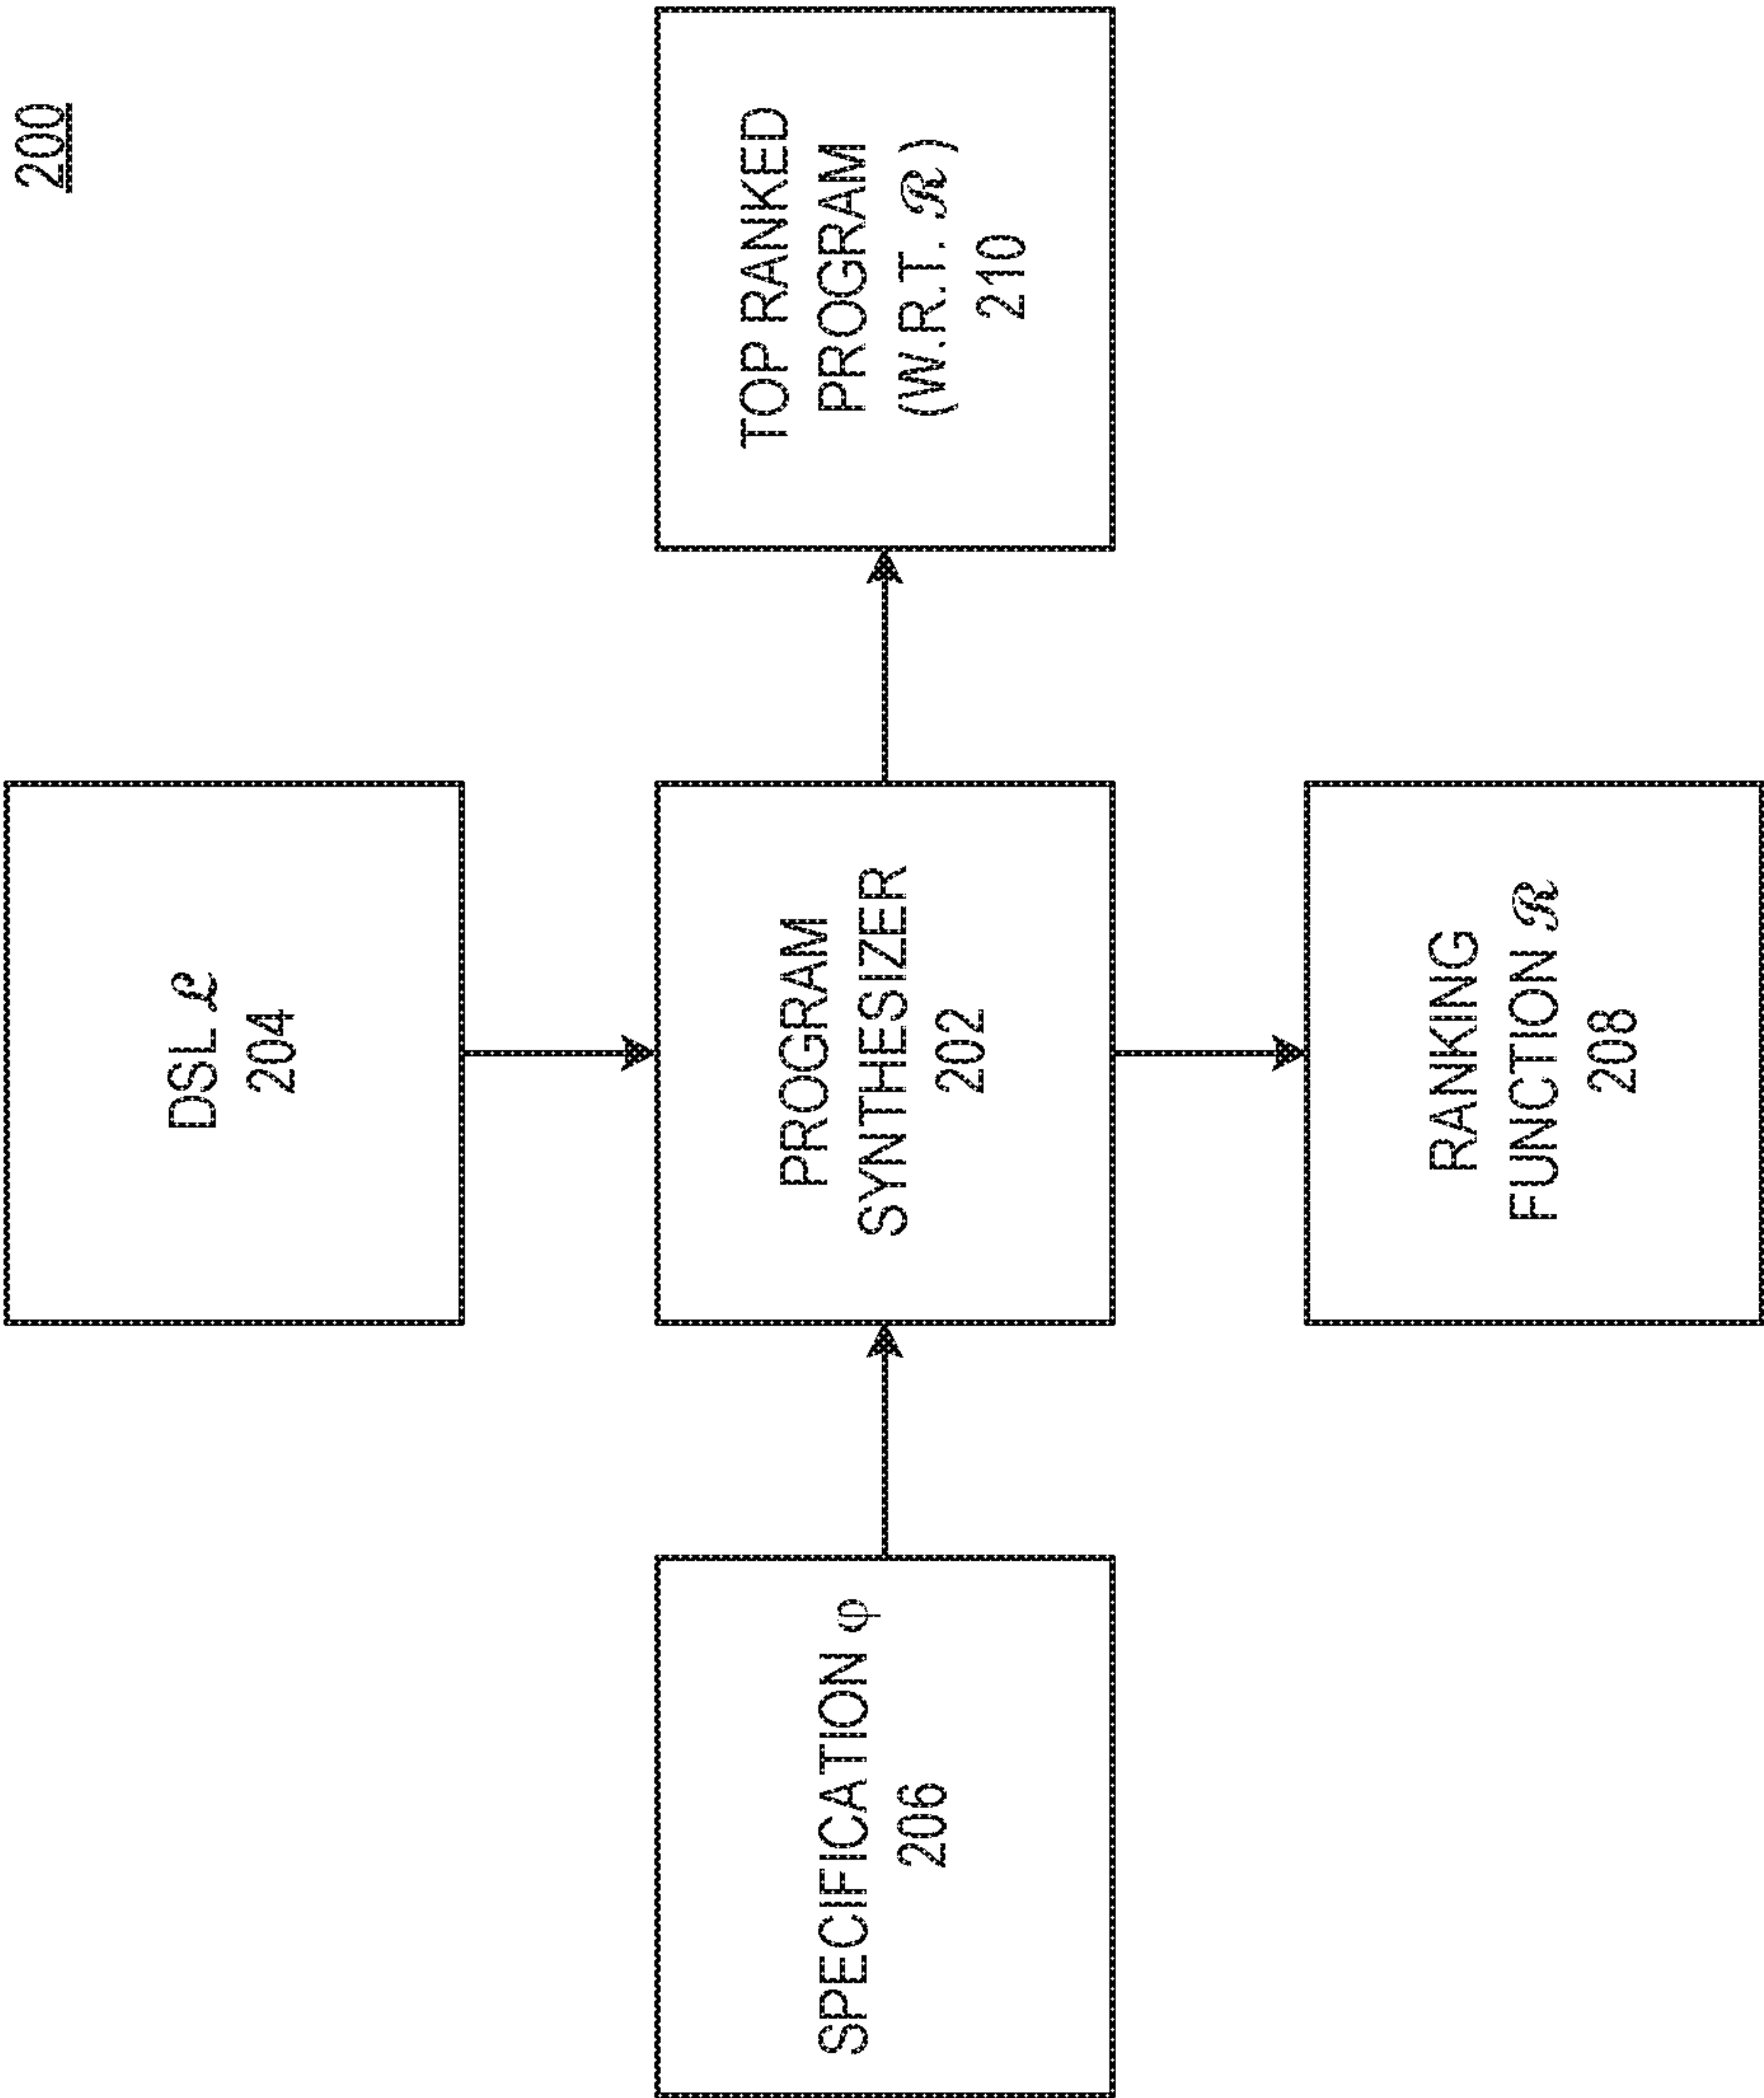 200
DSL ℒ
204
SPECIFICATION φ
206
PROGRAM
SYNTHESIZER
202
TOP RANKED
PROGRAM
(W.R.T. ℛ )
210
RANKING
FUNCTION ℛ
208